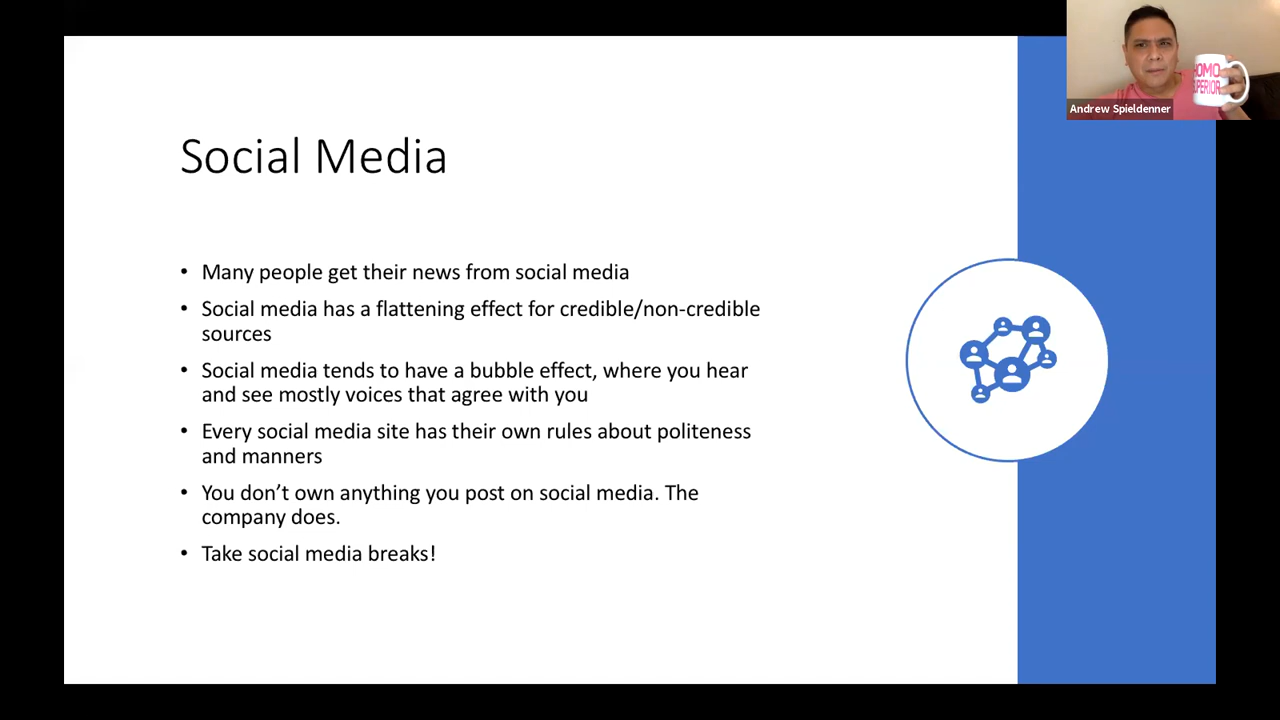 Andrew Spieldenner
HOMO
SUPERIOR
Social Media
• Many people get their news from social media
• Social media has a flattening effect for credible/non-credible
sources
• Social media tends to have a bubble effect, where you hear
and see mostly voices that agree with you
• Every social media site has their own rules about politeness
and manners
• You don’t own anything you post on social media. The
company does.
• Take social media breaks!